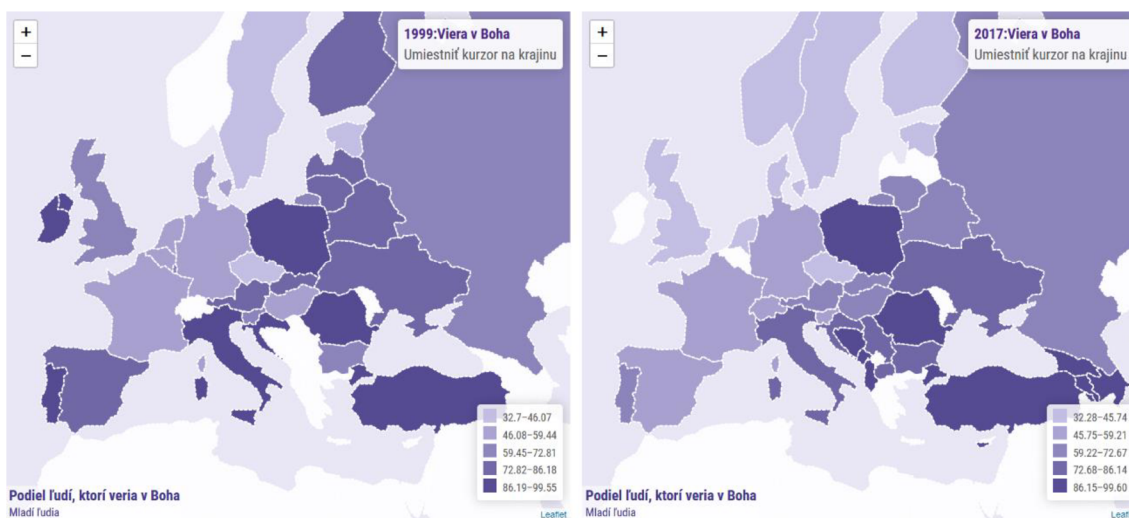 +
−
1999:Viera v Boha
Umiestniť kurzor na krajinu
32.7–46.07
46.08–59.44
59.45–72.81
72.82–86.18
86.19–99.55
Podiel ľudí, ktorí veria v Boha
Mladí ľudia
Leaflet
+
−
2017:Viera v Boha
Umiestniť kurzor na krajinu
32.28–45.74
45.75–59.21
59.22–72.67
72.68–86.14
86.15–99.60
Podiel ľudí, ktorí veria v Boha
Mladí ľudia
Leaflet